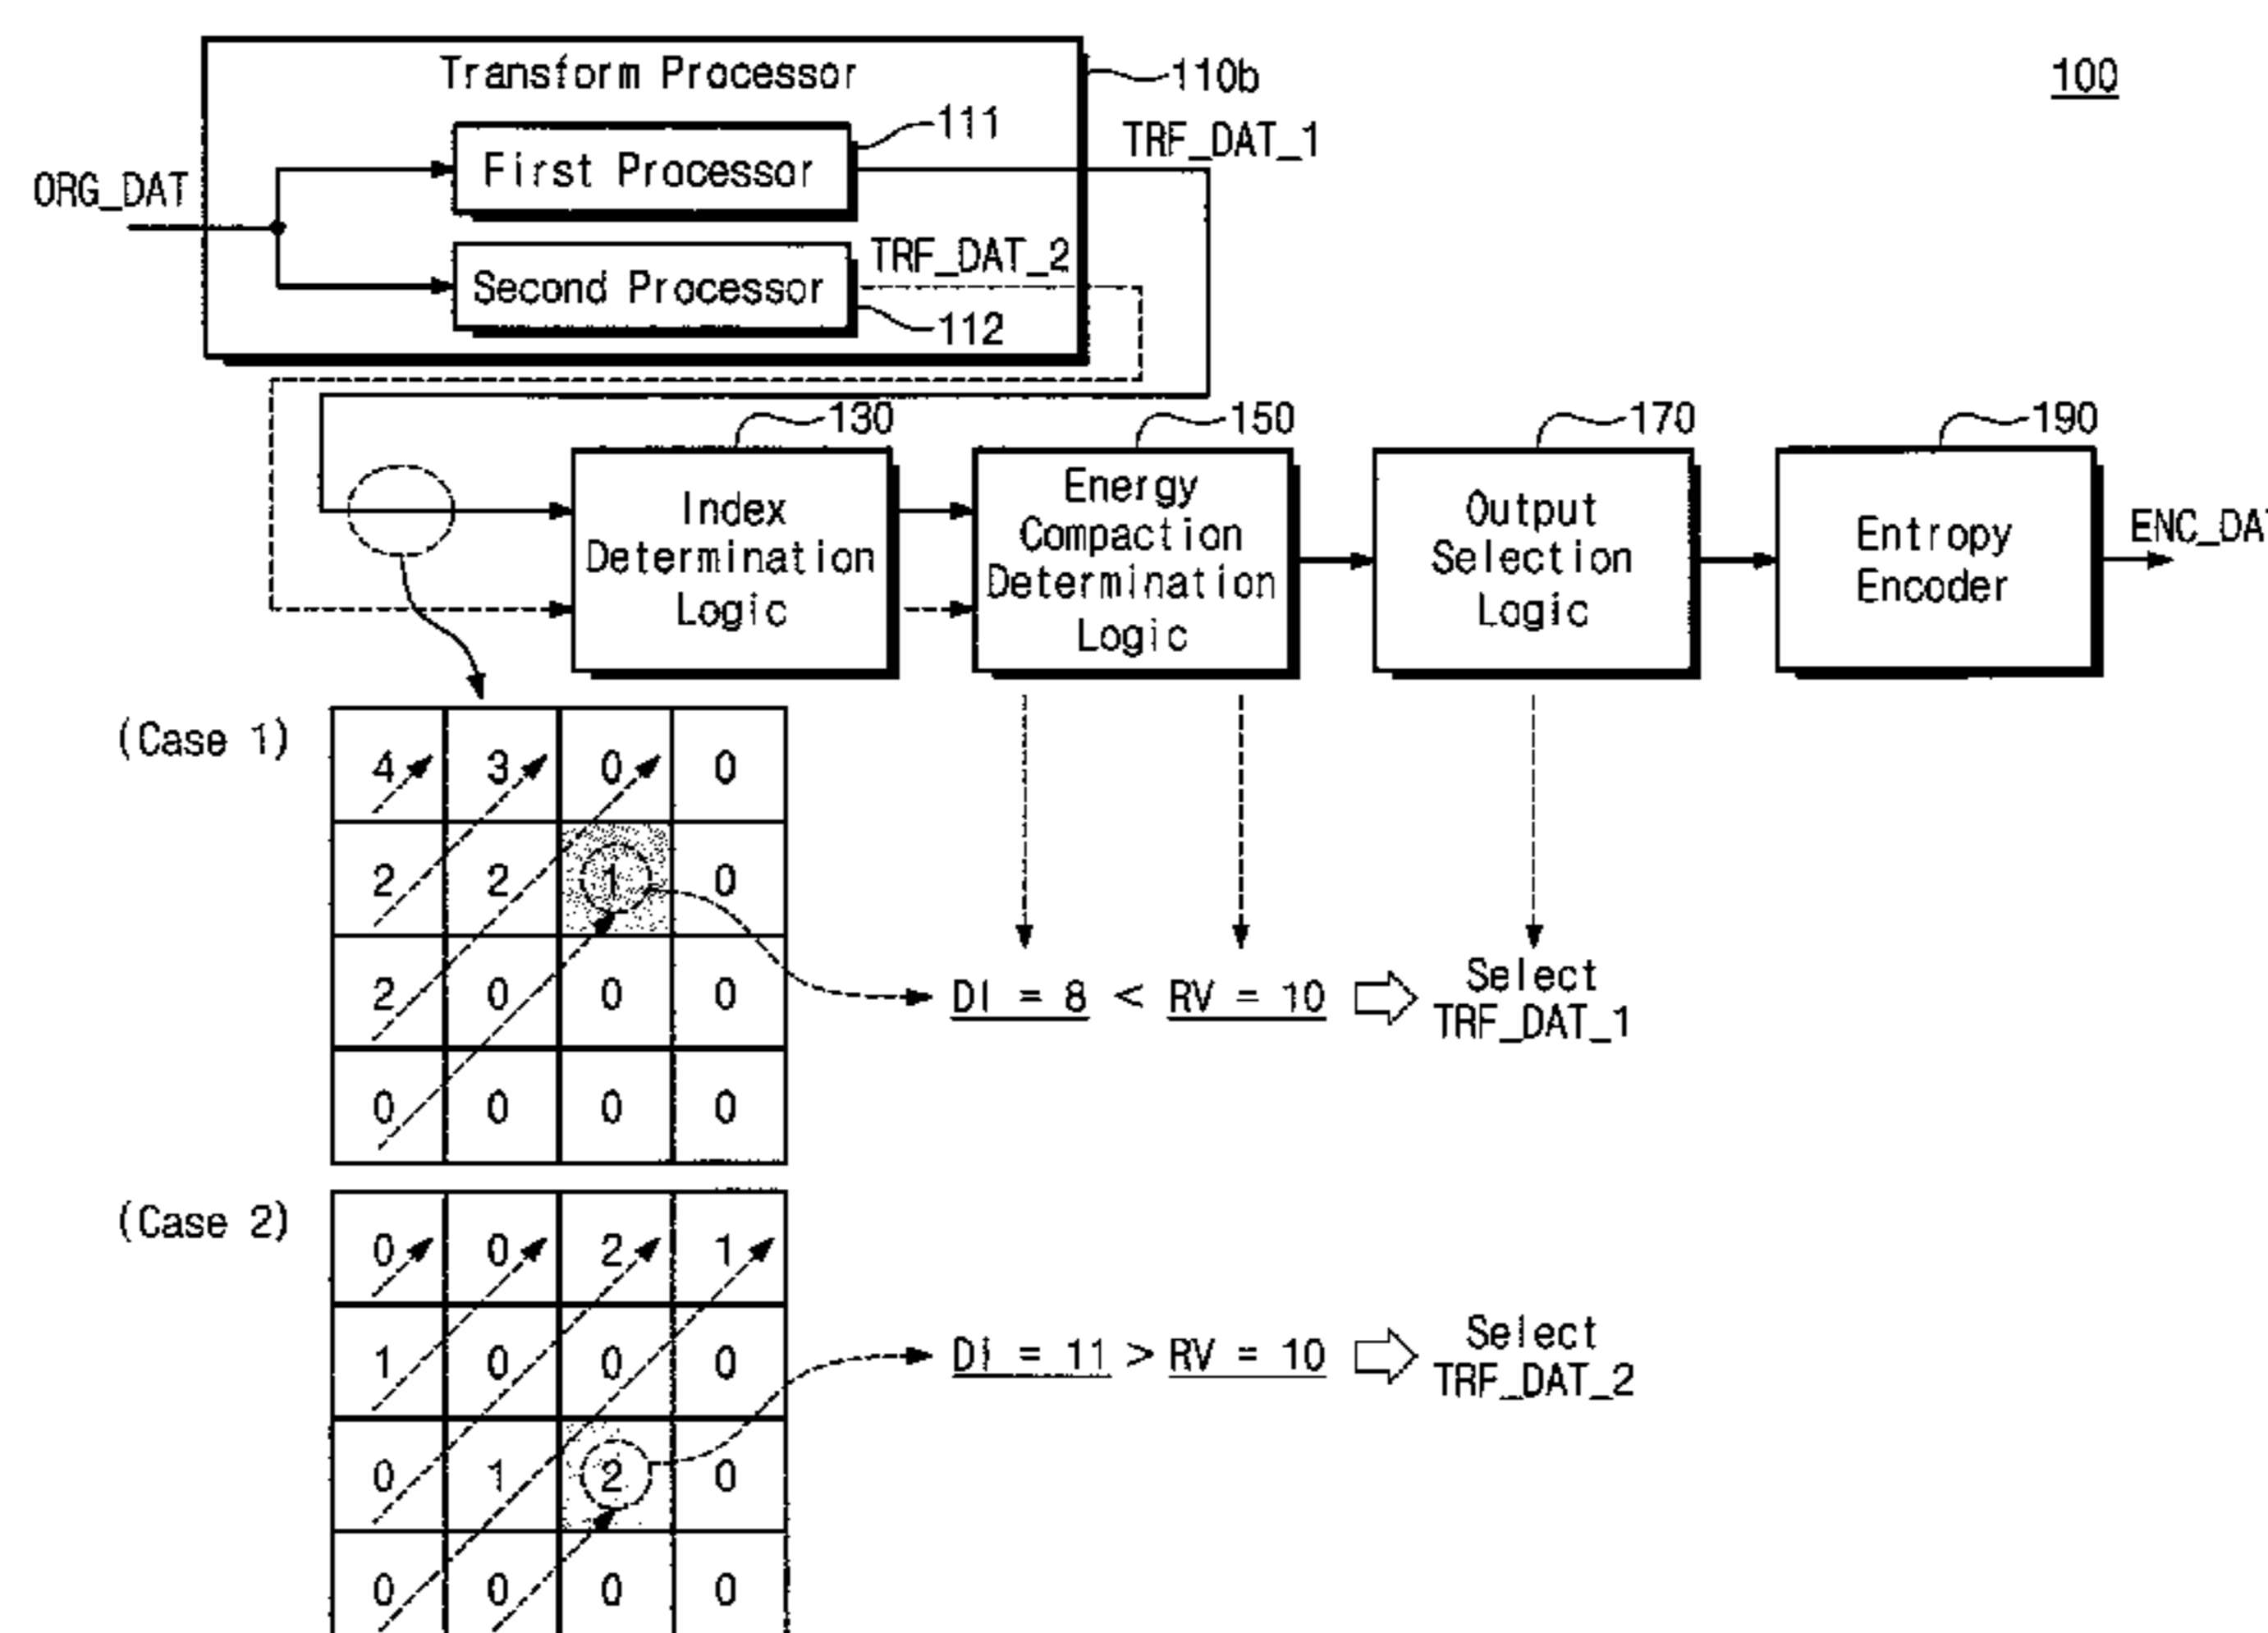 Transform Processor
110b
100
111
TRF_DAT_1
First Processor
ORG_DAT
TRF_DAT_2
Second Processor
112
130
150
170
190
Index
Determination
Logic
Energy
Compaction
Determination
Logic
Output
Selection
Logic
Entropy
Encoder
ENC_DAT
(Case 1)
4 3 0 0
2 2 1 0
2 0 0 0
0 0 0 0
DI = 8 < RV = 10
Select
TRF_DAT_1
(Case 2)
0 0 2 1
1 0 0 0
0 1 2 0
0 0 0 0
DI = 11 > RV = 10
Select
TRF_DAT_2